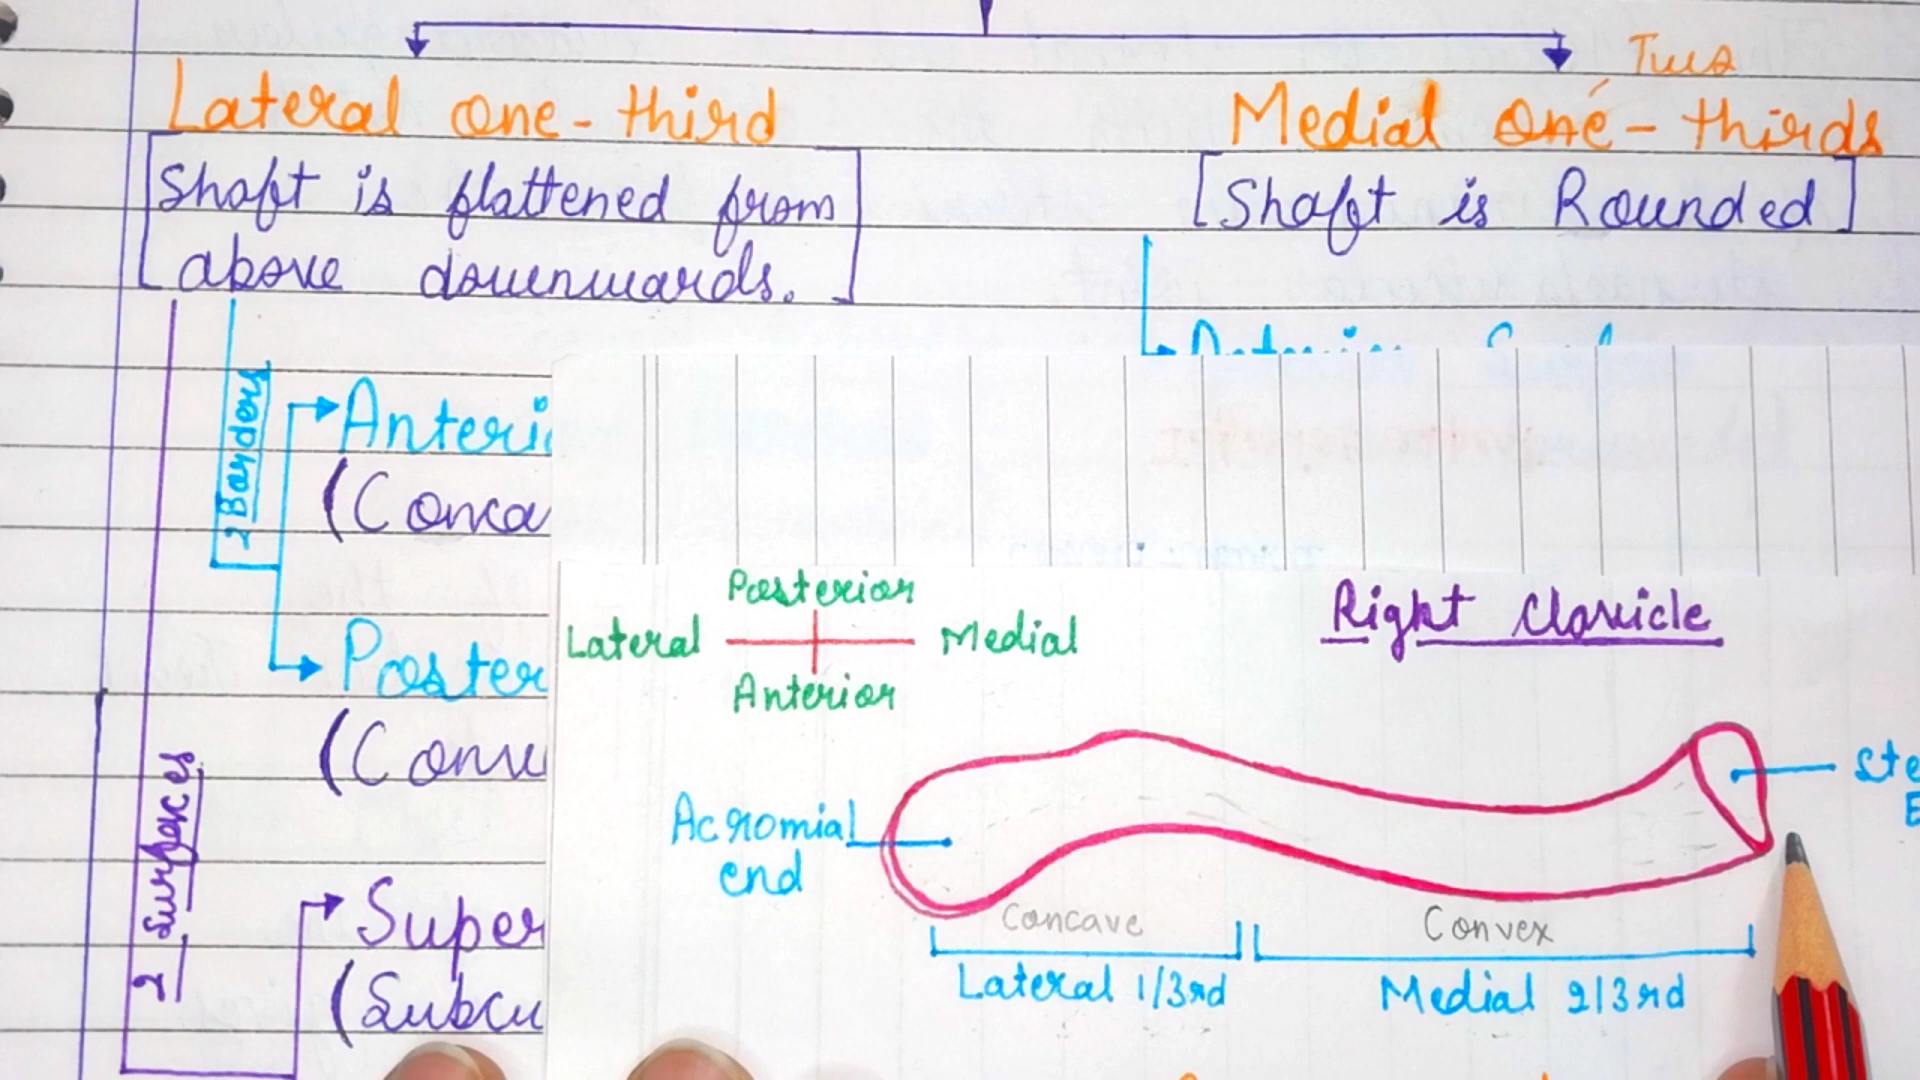 Two
Lateral one-third
Medial one-thirds
Shaft is flattened from
above downwards.
[Shaft is Rounded]
2 Borders
Anteri
(Conca
Poster
(Conve
2 Surfaces
Super
(Subcu
Posterior
Lateral
Medial
Anterior
Right Clavicle
Acromial
end
Ste
E
Concave
Convex
Lateral 1/3rd
Medial 2/3rd